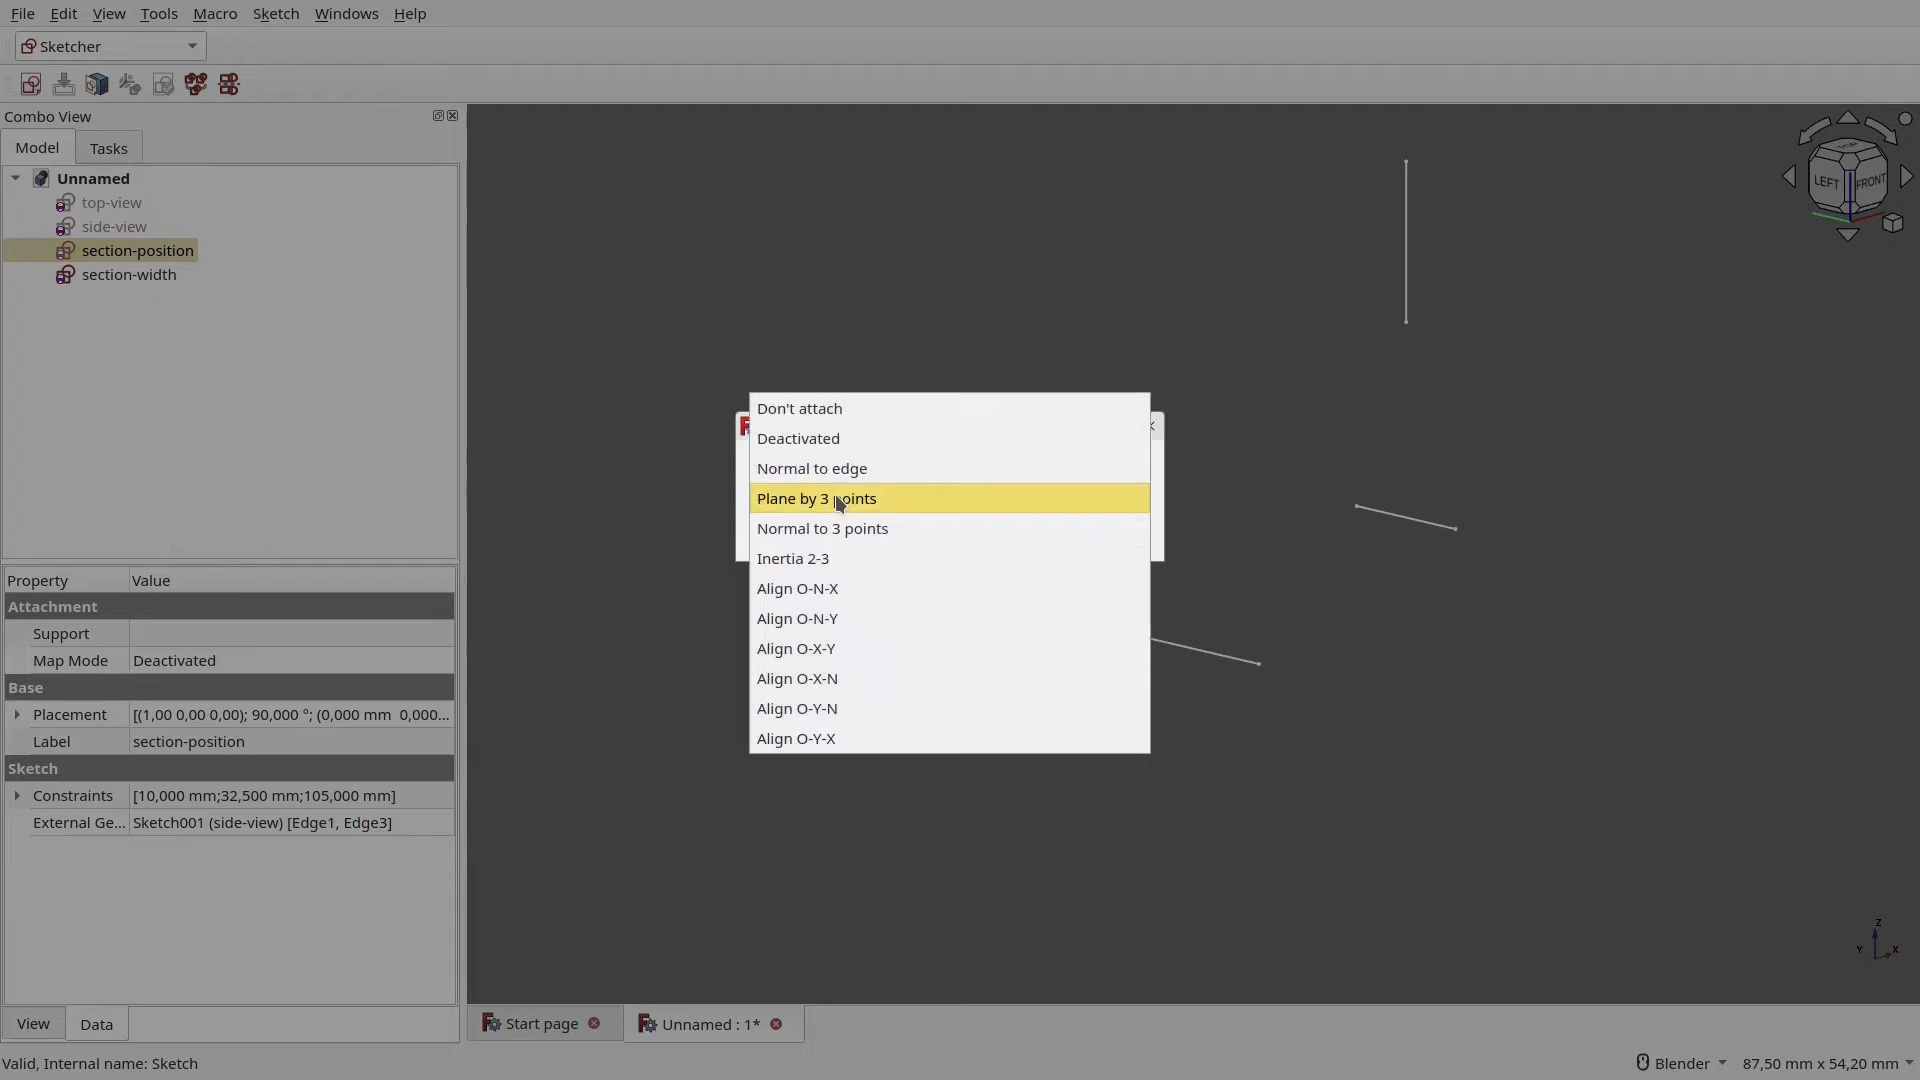 File Edit View Tools Macro Sketch Windows Help
Sketcher
Combo View
Model Tasks
Unnamed
top-view
side-view
section-position
section-width
TOP
LEFT FRONT
Don't attach
Deactivated
Normal to edge
Plane by 3 points
Normal to 3 points
Inertia 2-3
Align O-N-X
Align O-N-Y
Align O-X-Y
Align O-X-N
Align O-Y-N
Align O-Y-X
Property Value
Attachment
Support
Map Mode Deactivated
Base
Placement [(1,00 0,00 0,00); 90,000 °; (0,000 mm 0,000...
Label section-position
Sketch
Constraints [10,000 mm;32,500 mm;105,000 mm]
External Ge... Sketch001 (side-view) [Edge1, Edge3]
Z
Y X
View Data
Start page Unnamed : 1*
Valid, Internal name: Sketch
Blender 87,50 mm x 54,20 mm